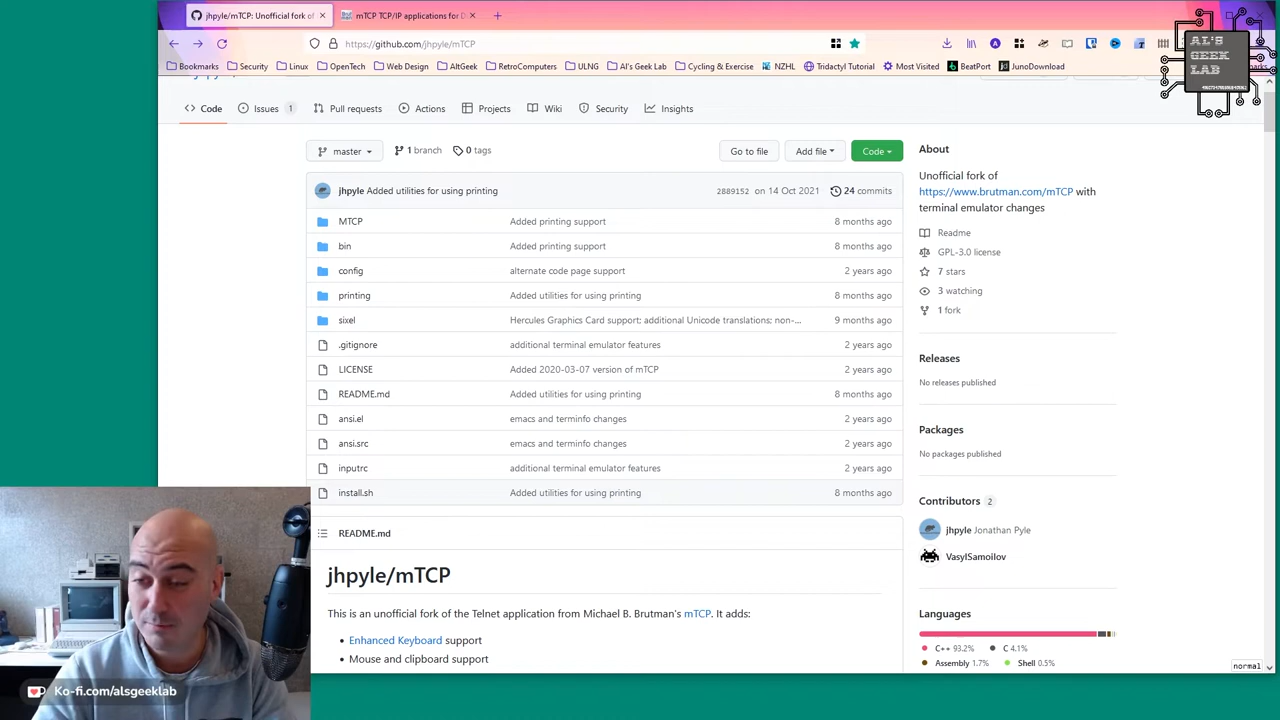 jhpyle/mTCP: Unofficial fork of
mTCP TCP/IP applications for D
https://github.com/jhpyle/mTCP
Bookmarks Security Linux OpenTech Web Design AltGeek Old Computers ULNG Al's Geek Lab Cycling & Exercise NZHL Tridactyl Tutorial Most Visited BeatPort JunoDownload
AL'S
GEEK
LAB
Code Issues 1 Pull requests Actions Projects Wiki Security Insights
master 1 branch 0 tags Go to file Add file Code
jhpyle Added utilities for using printing 2889152 on 14 Oct 2021 24 commits
MTCP Added printing support 8 months ago
bin Added printing support 8 months ago
config alternate code page support 2 years ago
printing Added utilities for using printing 8 months ago
sixel Hercules Graphics Card support; additional Unicode translations; non-... 9 months ago
.gitignore additional terminal emulator features 2 years ago
LICENSE Added 2020-03-07 version of mTCP 2 years ago
README.md Added utilities for using printing 8 months ago
ansi.el emacs and terminfo changes 2 years ago
ansi.src emacs and terminfo changes 2 years ago
inputrc additional terminal emulator features 2 years ago
install.sh Added utilities for using printing 8 months ago
README.md
jhpyle/mTCP
This is an unofficial fork of the Telnet application from Michael B. Brutman's mTCP. It adds:
• Enhanced Keyboard support
• Mouse and clipboard support
About
Unofficial fork of
https://www.brutman.com/mTCP with
terminal emulator changes
Readme
GPL-3.0 license
7 stars
3 watching
1 fork
Releases
No releases published
Packages
No packages published
Contributors 2
jhpyle Jonathan Pyle
VasylSamoilov
Languages
C++ 93.2% C 4.1%
Assembly 1.7% Shell 0.5%
normal
Ko-fi.com/alsgeeklab